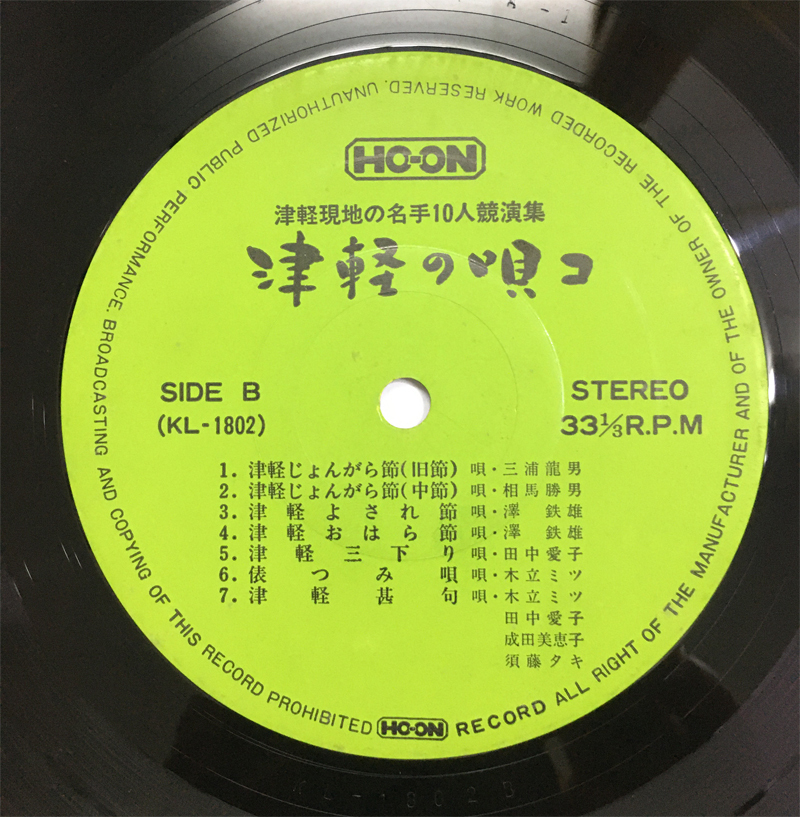 HO-ON
津軽現地の名手10人競演集
津軽の唄コ
SIDE B
(KL-1802)
STEREO
33⅓R.P.M
1. 津軽じょんがら節(旧節) 唄・三浦龍男
2. 津軽じょんがら節(中節) 唄・相馬勝男
3. 津軽よされ節 唄・澤鉄雄
4. 津軽おはら節 唄・澤鉄雄
5. 津軽三下り 唄・田中愛子
6. 俵つみ唄 唄・木立ミツ
7. 津軽甚句 唄・木立ミツ
田中愛子
成田美恵子
須藤タキ
HO-ON RECORD ALL RIGHT OF THE MANUFACTURER AND OF THE OWNER OF THE RECORDED WORK RESERVED. UNAUTHORIZED PUBLIC PERFORMANCE. BROADCASTING AND COPYING OF THIS RECORD PROHIBITED
KL-1802B